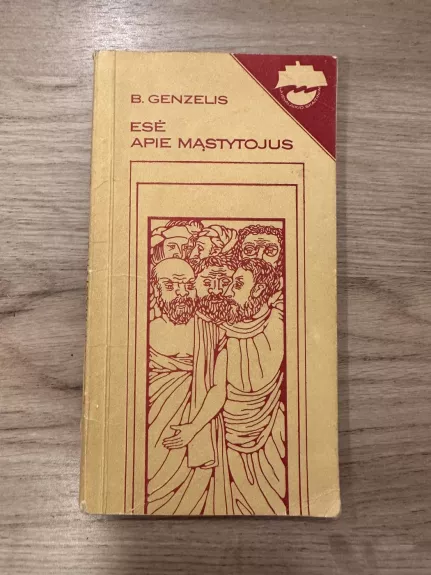 B. GENZELIS
ESĖ
APIE MĄSTYTOJUS